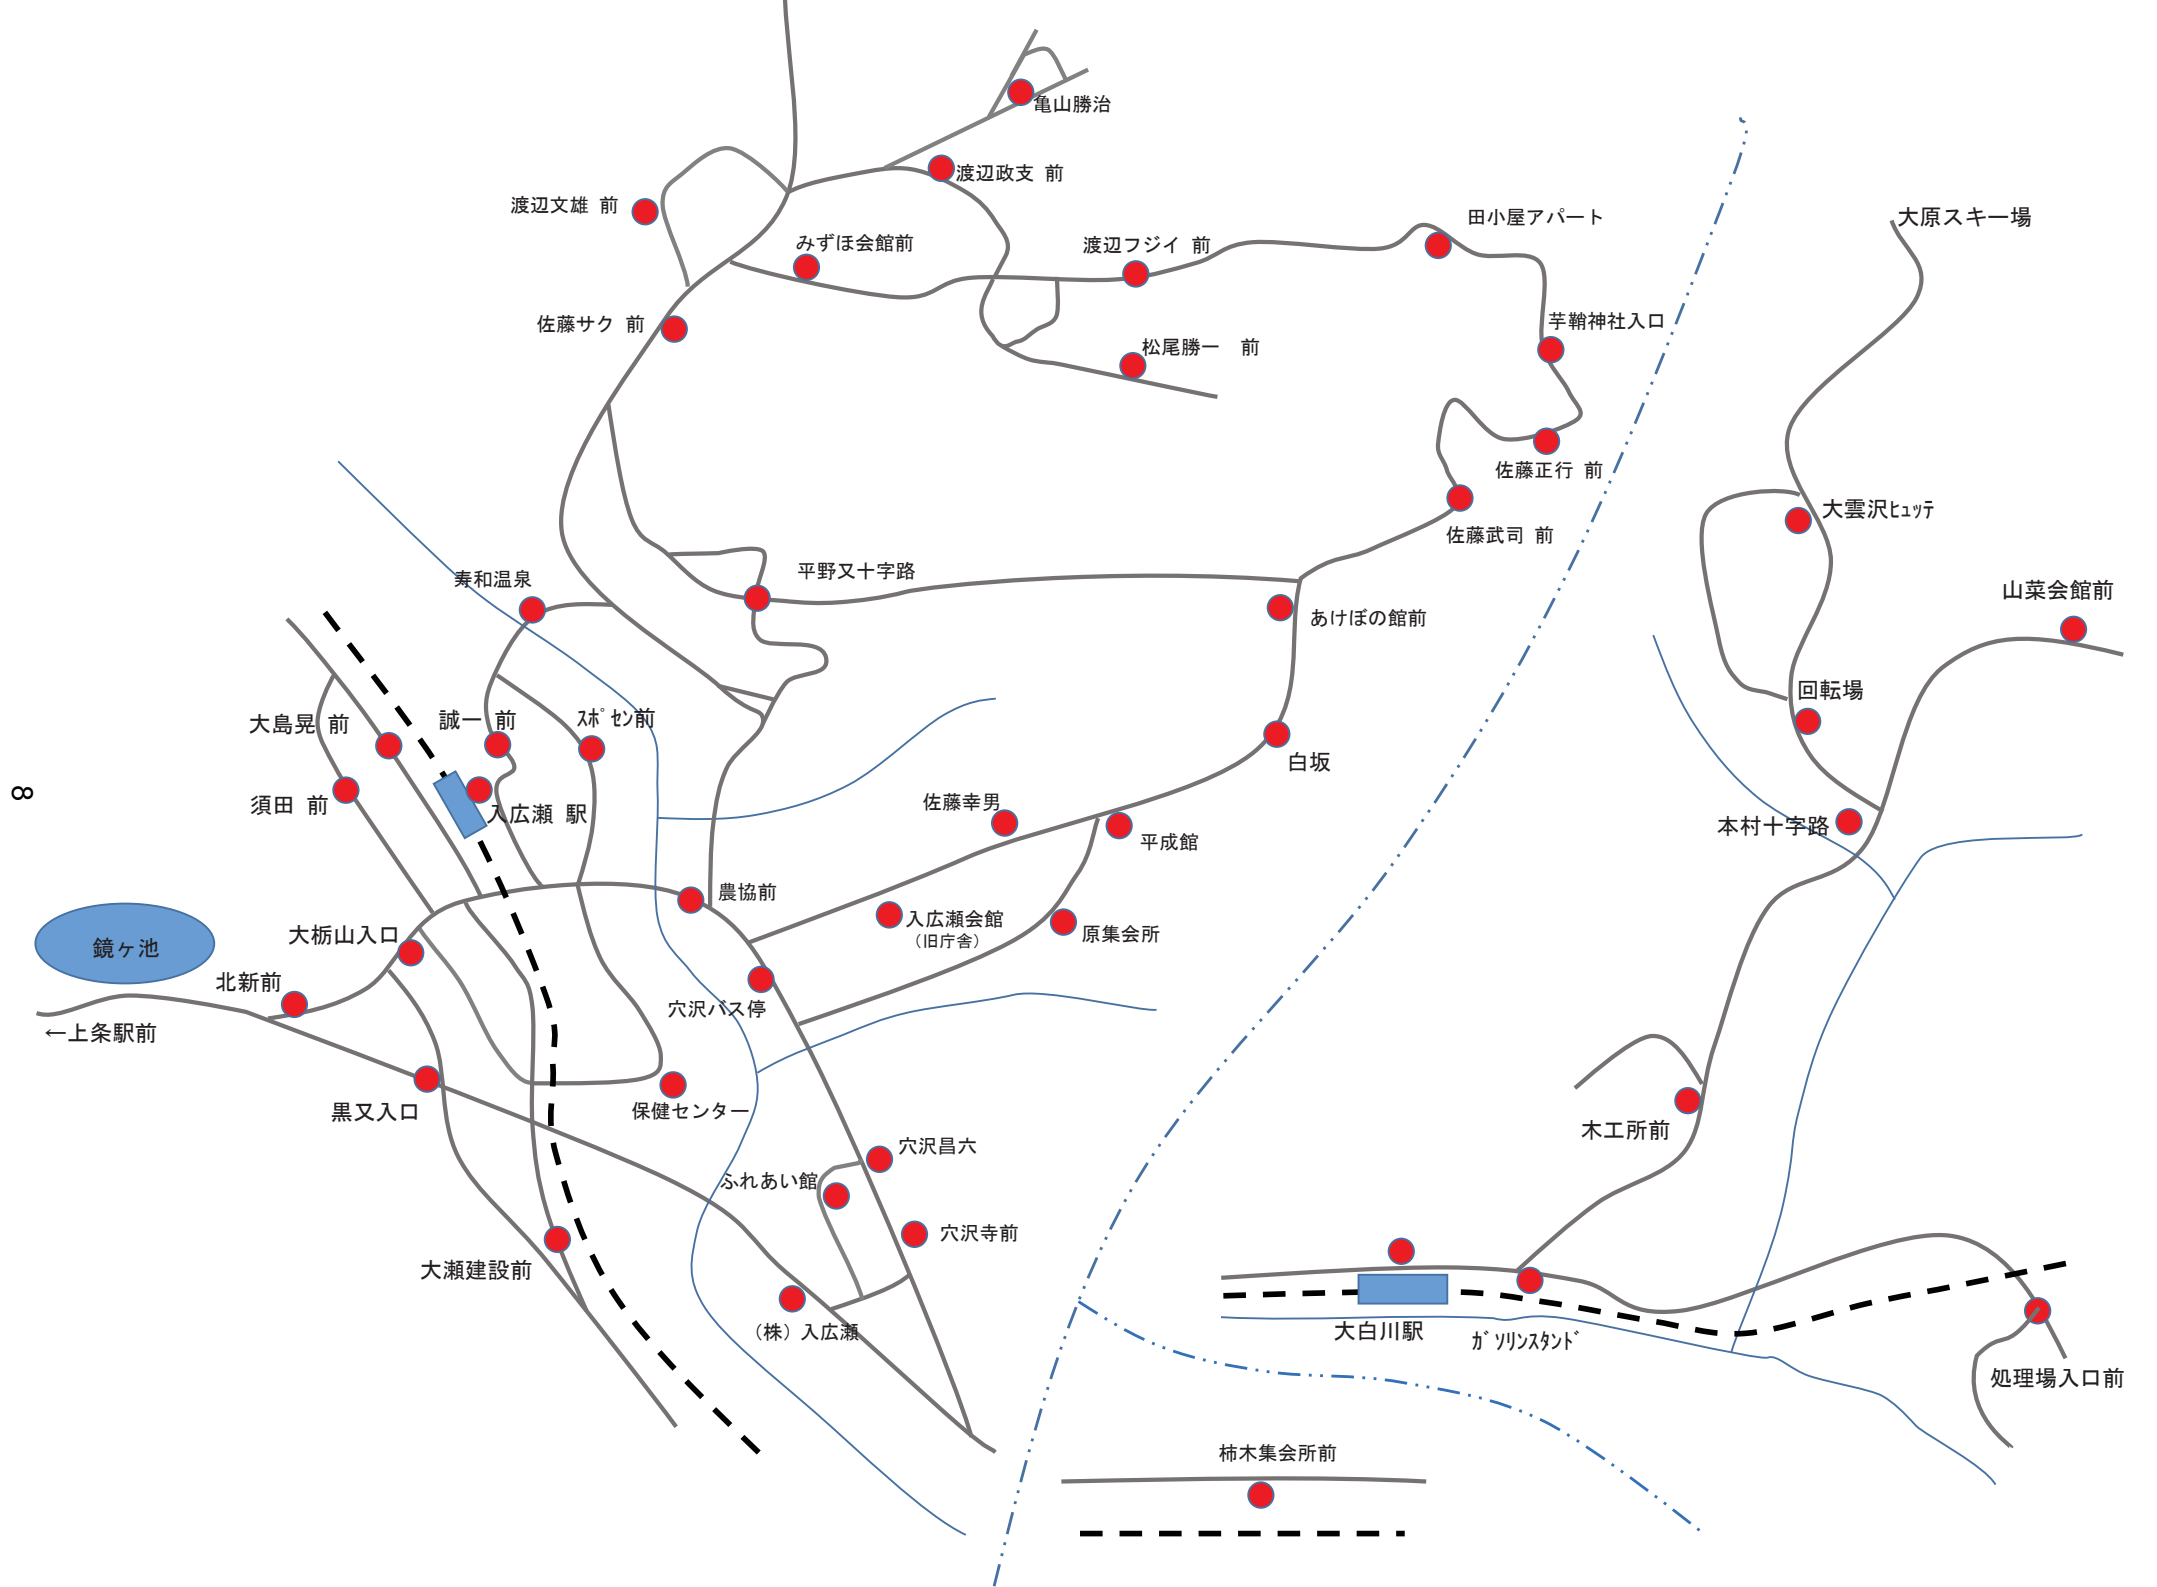 亀山勝治
渡辺政支 前
渡辺文雄 前
みずほ会館前
渡辺フジイ 前
田小屋アパート
大原スキー場
佐藤サク 前
松尾勝一 前
芋鞘神社入口
佐藤正行 前
佐藤武司 前
大雲沢ﾋｭｯﾃ
寿和温泉
平野又十字路
あけぼの館前
山菜会館前
回転場
大島晃 前
誠一 前
ｽﾎﾟｾﾝ前
白坂
須田 前
入広瀬 駅
8
佐藤幸男
平成館
本村十字路
農協前
入広瀬会館
（旧庁舎）
原集会所
大栃山入口
鏡ヶ池
北新前
←上条駅前
穴沢バス停
黒又入口
保健センター
木工所前
穴沢昌六
ふれあい館
穴沢寺前
大瀬建設前
（株）入広瀬
大白川駅
ｶﾞｿﾘﾝｽﾀﾝﾄﾞ
処理場入口前
柿木集会所前